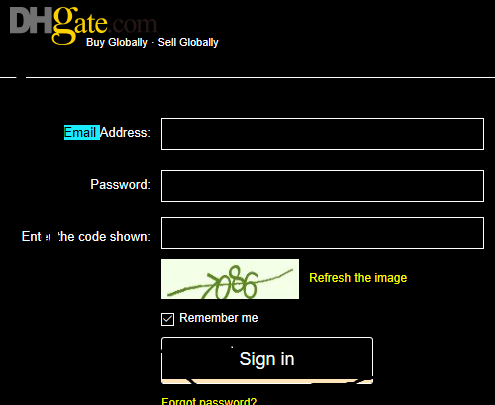 DHgate.com
Buy Globally · Sell Globally
Email Address:
Password:
Enter the code shown:
Refresh the image
Remember me
Sign in
Forgot password?